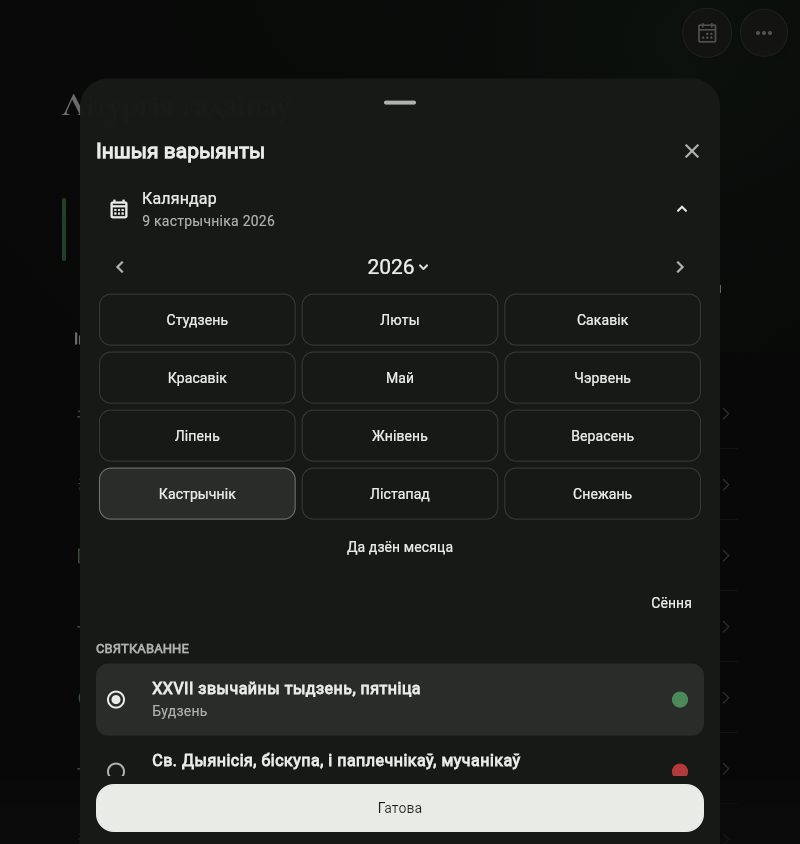 Іншыя варыянты
Каляндар
9 кастрычніка 2026
2026
Студзень
Люты
Сакавік
Красавік
Май
Чэрвень
Ліпень
Жнівень
Верасень
Кастрычнік
Лістапад
Снежань
Да дзён месяца
Сёння
СВЯТКАВАННЕ
XXVII звычайны тыдзень, пятніца
Будзень
Св. Дыянісія, біскупа, і паплечнікаў, мучанікаў
Гатова